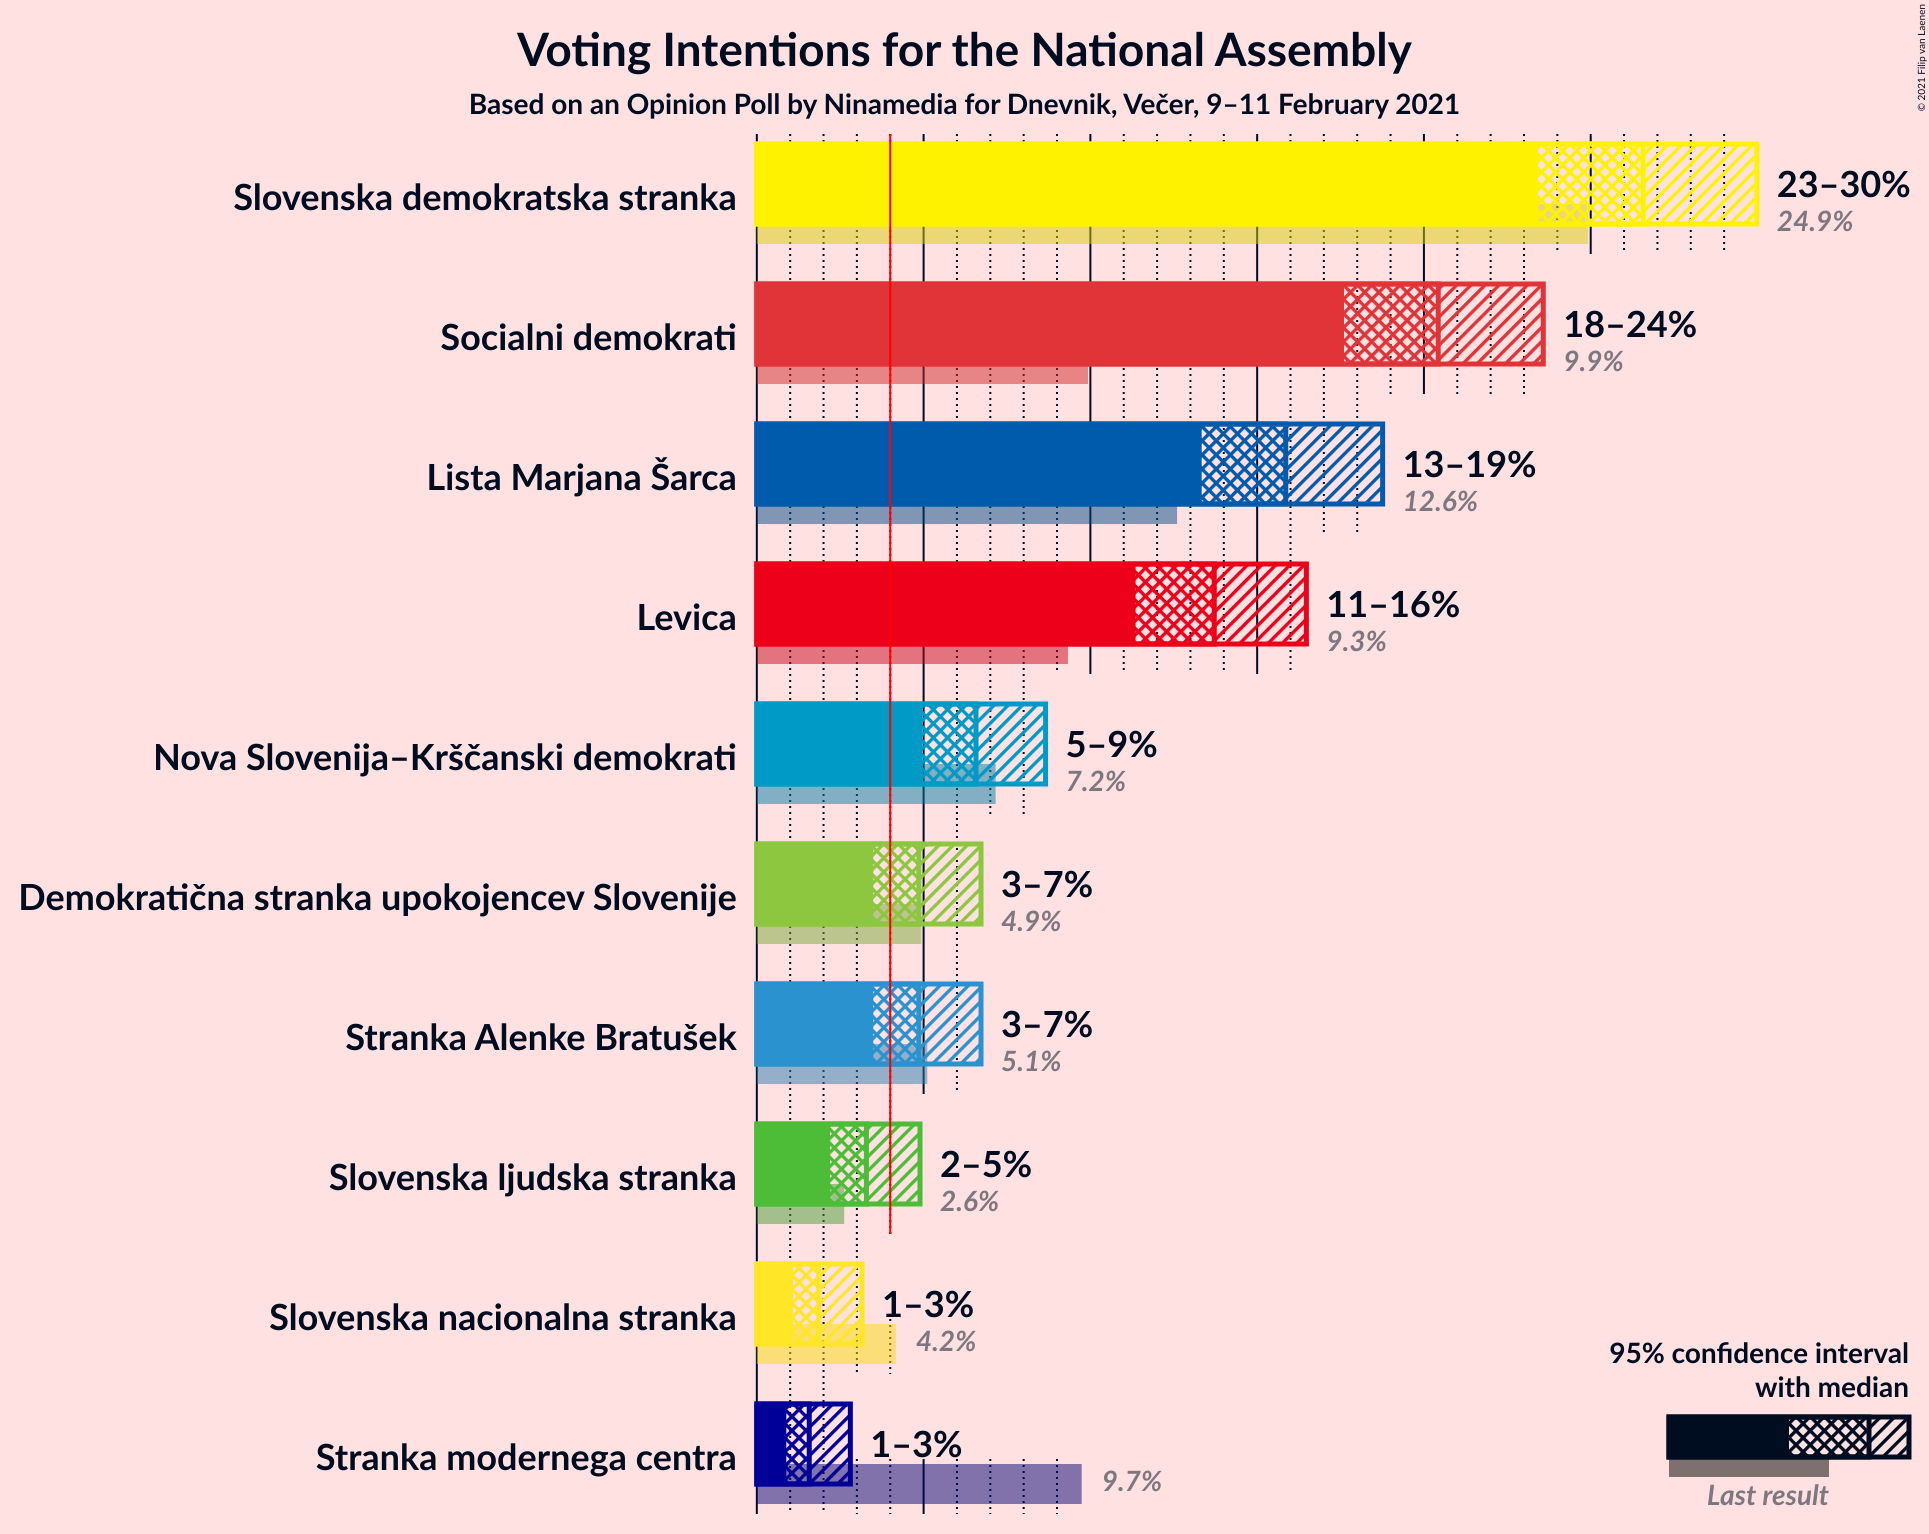 Voting Intentions for the National Assembly
Based on an Opinion Poll by Ninamedia for Dnevnik, Večer, 9–11 February 2021
© 2021 Filip van Laenen
Slovenska demokratska stranka
23–30%
24.9%
Socialni demokrati
18–24%
9.9%
Lista Marjana Šarca
13–19%
12.6%
Levica
11–16%
9.3%
Nova Slovenija–Krščanski demokrati
5–9%
7.2%
Demokratična stranka upokojencev Slovenije
3–7%
4.9%
Stranka Alenke Bratušek
3–7%
5.1%
Slovenska ljudska stranka
2–5%
2.6%
Slovenska nacionalna stranka
1–3%
4.2%
Stranka modernega centra
1–3%
9.7%
95% confidence interval
with median
Last result